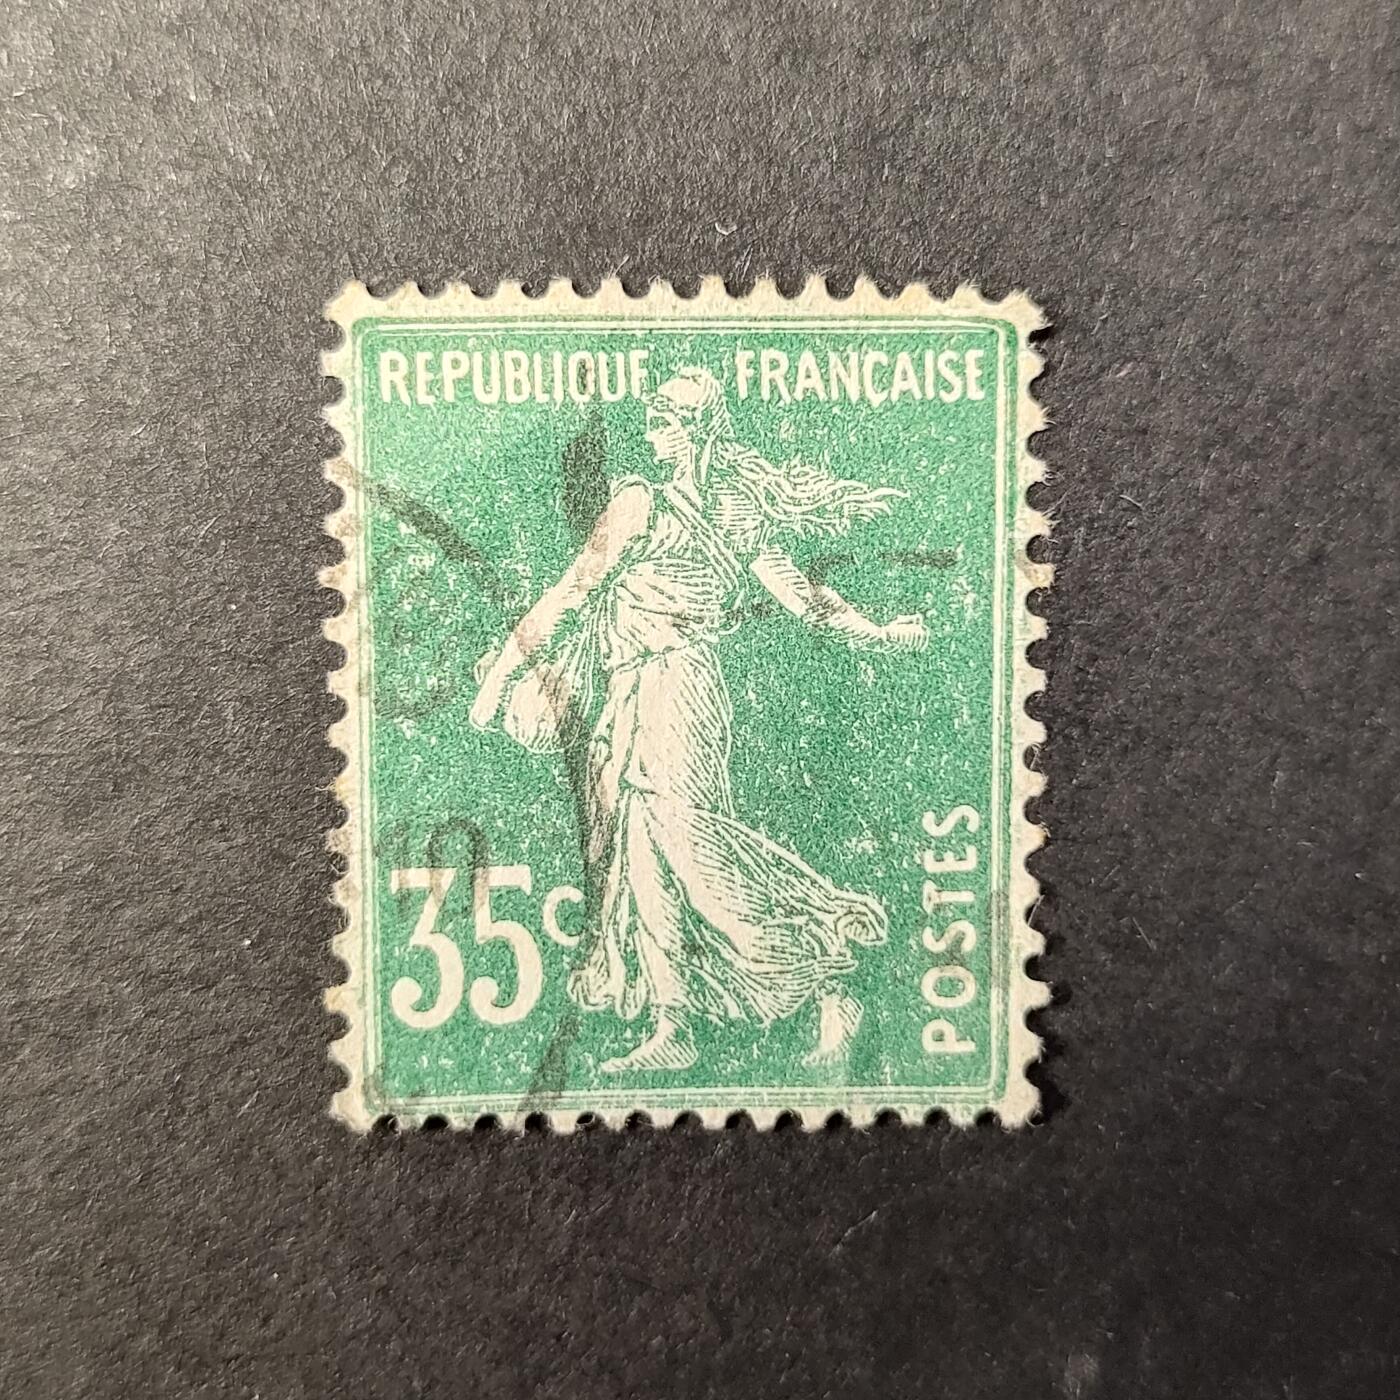 REPUBLIQUE FRANÇAISE
35c
POSTES